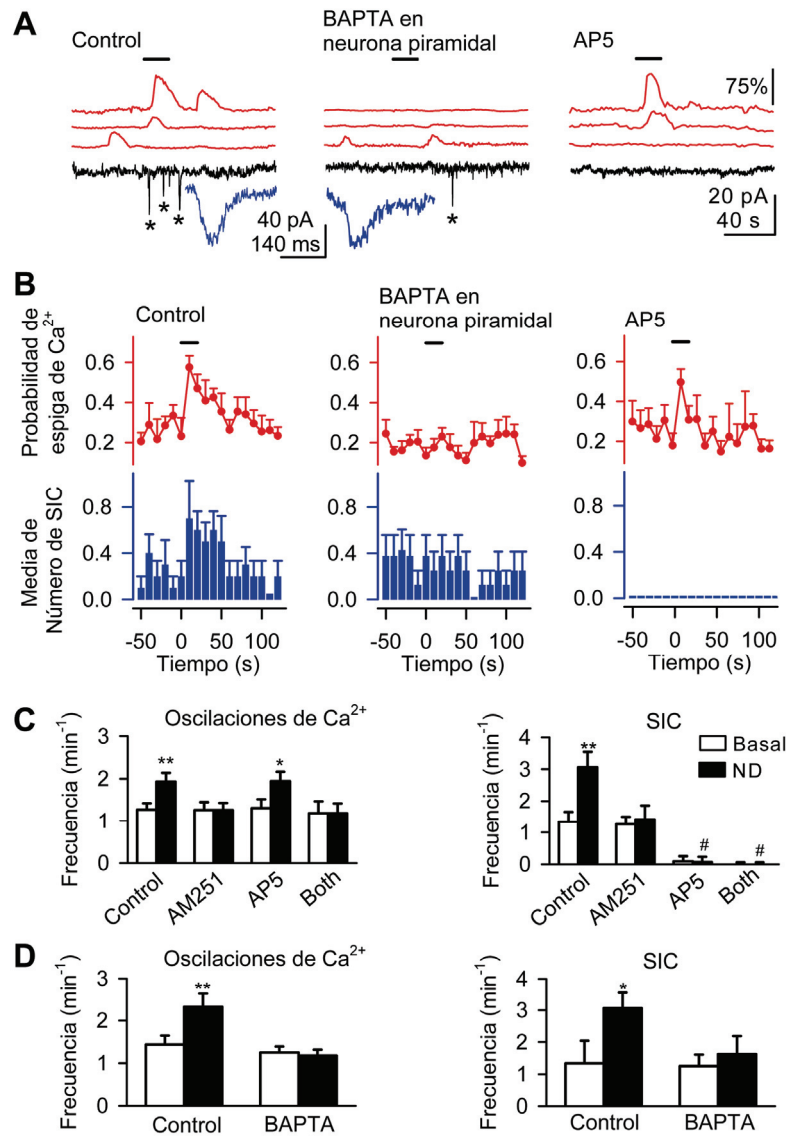 A
Control
BAPTA en
neurona piramidal
AP5
75%
* * *
40 pA
140 ms
*
20 pA
40 s
B
Probabilidad de
espiga de Ca2+
Control
BAPTA en
neurona piramidal
AP5
0.6
0.4
0.2
0.6
0.4
0.2
0.6
0.4
0.2
Media de
Número de SIC
0.8
0.4
0.0
0.8
0.4
0.0
0.8
0.4
0.0
-50 0 50 100
Tiempo (s)
-50 0 50 100
Tiempo (s)
-50 0 50 100
Tiempo (s)
C
Oscilaciones de Ca2+
Frecuencia (min-1)
3
2
1
0
**
*
Control
AM251
AP5
Both
SIC
Frecuencia (min-1)
4
3
2
1
0
**
#
#
Basal
ND
Control
AM251
AP5
Both
D
Oscilaciones de Ca2+
Frecuencia (min-1)
3
2
1
0
**
Control
BAPTA
SIC
Frecuencia (min-1)
4
3
2
1
0
*
Control
BAPTA